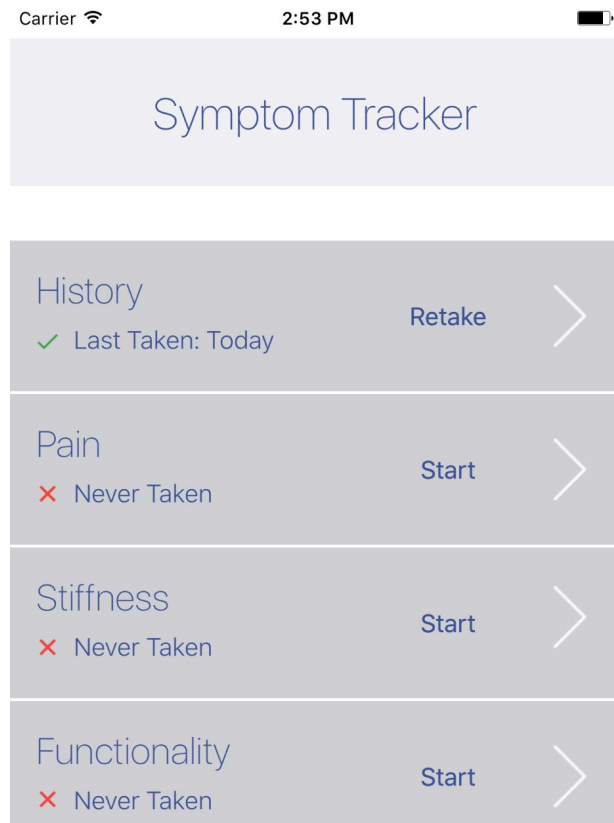 Carrier 2:53 PM
Symptom Tracker
History
Last Taken: Today
Retake
Pain
Never Taken
Start
Stiffness
Never Taken
Start
Functionality
Never Taken
Start